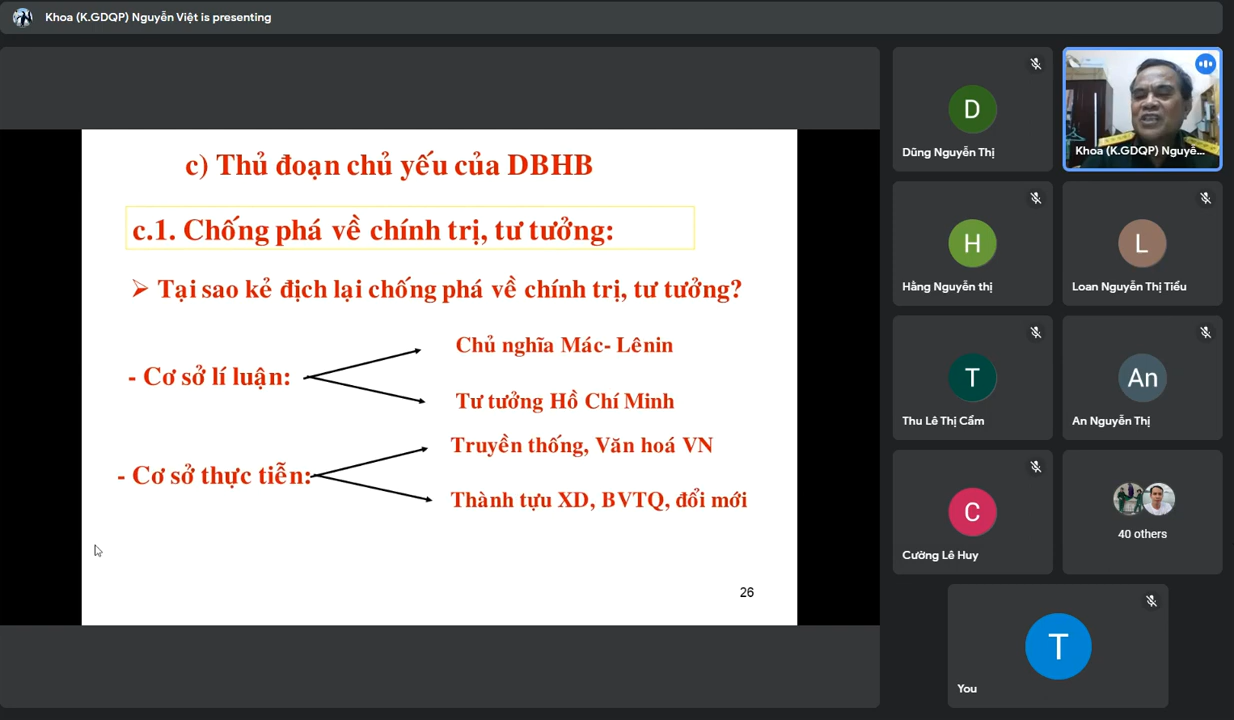 Khoa (K.GDQP) Nguyễn Việt is presenting
c) Thủ đoạn chủ yếu của DBHB
c.1. Chống phá về chính trị, tư tưởng:
Tại sao kẻ địch lại chống phá về chính trị, tư tưởng?
- Cơ sở lí luận:
Chủ nghĩa Mác- Lênin
Tư tưởng Hồ Chí Minh
- Cơ sở thực tiễn:
Truyền thống, Văn hoá VN
Thành tựu XD, BVTQ, đổi mới
26
D
Dũng Nguyễn Thị
Khoa (K.GDQP) Nguyễ...
H
Hằng Nguyễn thị
L
Loan Nguyễn Thị Tiểu
T
Thu Lê Thị Cẩm
An
An Nguyễn Thị
C
Cường Lê Huy
40 others
T
You